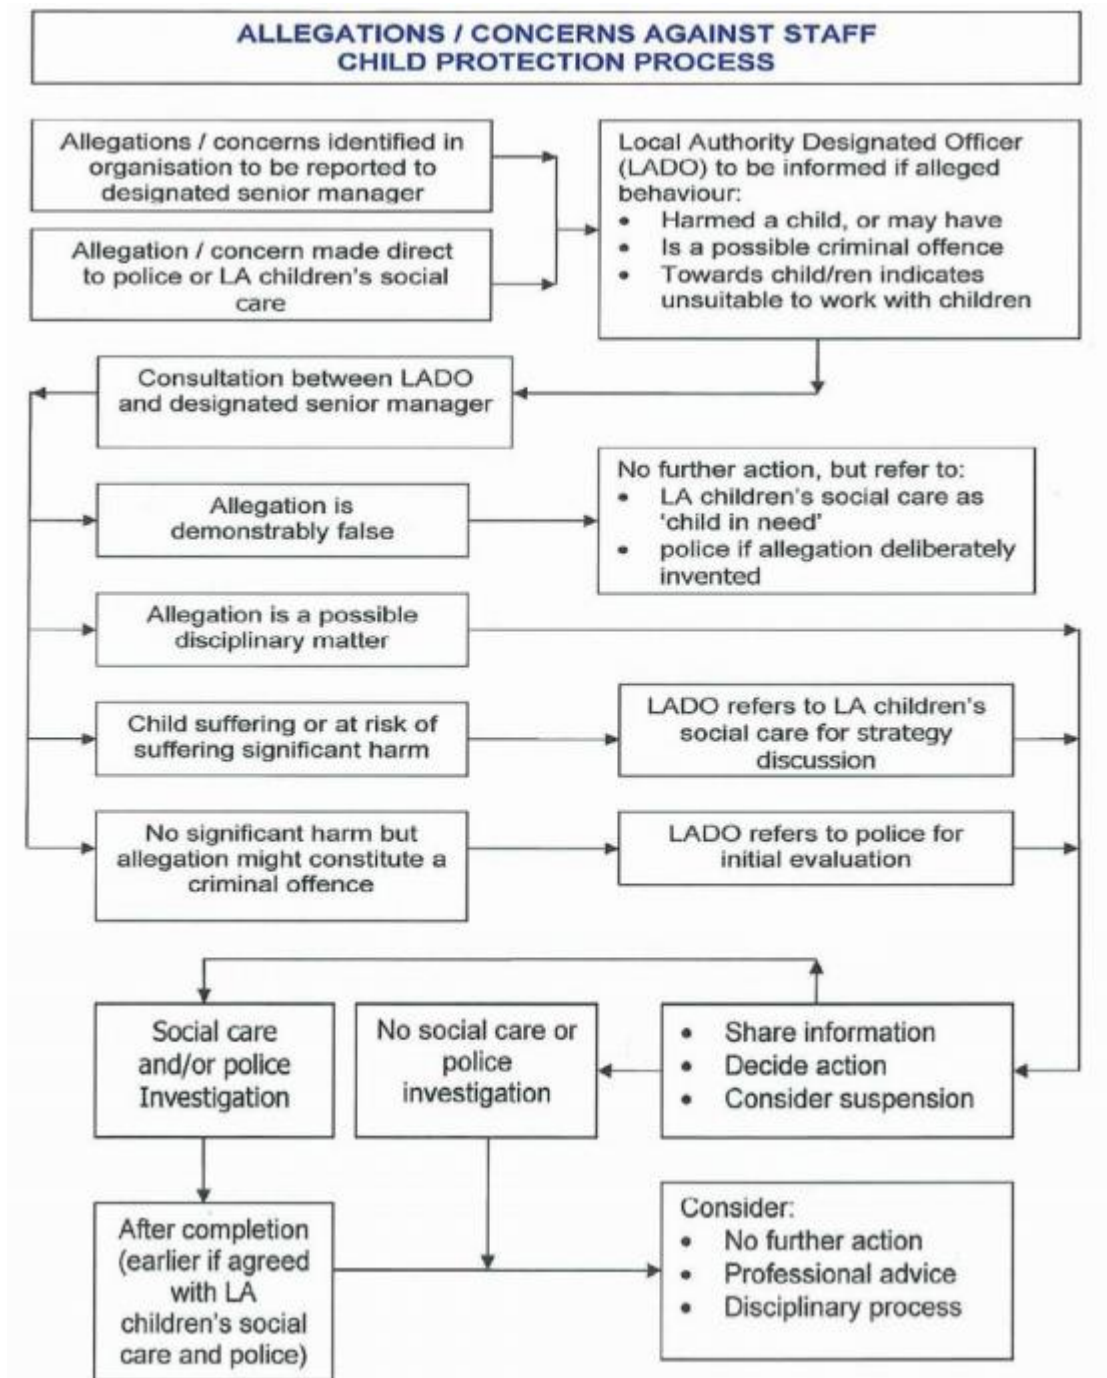 ALLEGATIONS / CONCERNS AGAINST STAFF
CHILD PROTECTION PROCESS
Allegations / concerns identified in
organisation to be reported to
designated senior manager
Allegation / concern made direct
to police or LA children's social
care
Local Authority Designated Officer
(LADO) to be informed if alleged
behaviour:
• Harmed a child, or may have
• Is a possible criminal offence
• Towards child/ren indicates
unsuitable to work with children
Consultation between LADO
and designated senior manager
Allegation is
demonstrably false
No further action, but refer to:
• LA children's social care as
‘child in need’
• police if allegation deliberately
invented
Allegation is a possible
disciplinary matter
Child suffering or at risk of
suffering significant harm
LADO refers to LA children's
social care for strategy
discussion
No significant harm but
allegation might constitute a
criminal offence
LADO refers to police for
initial evaluation
Social care
and/or police
Investigation
No social care or
police
investigation
• Share information
• Decide action
• Consider suspension
After completion
(earlier if agreed
with LA
children's social
care and police)
Consider:
• No further action
• Professional advice
• Disciplinary process